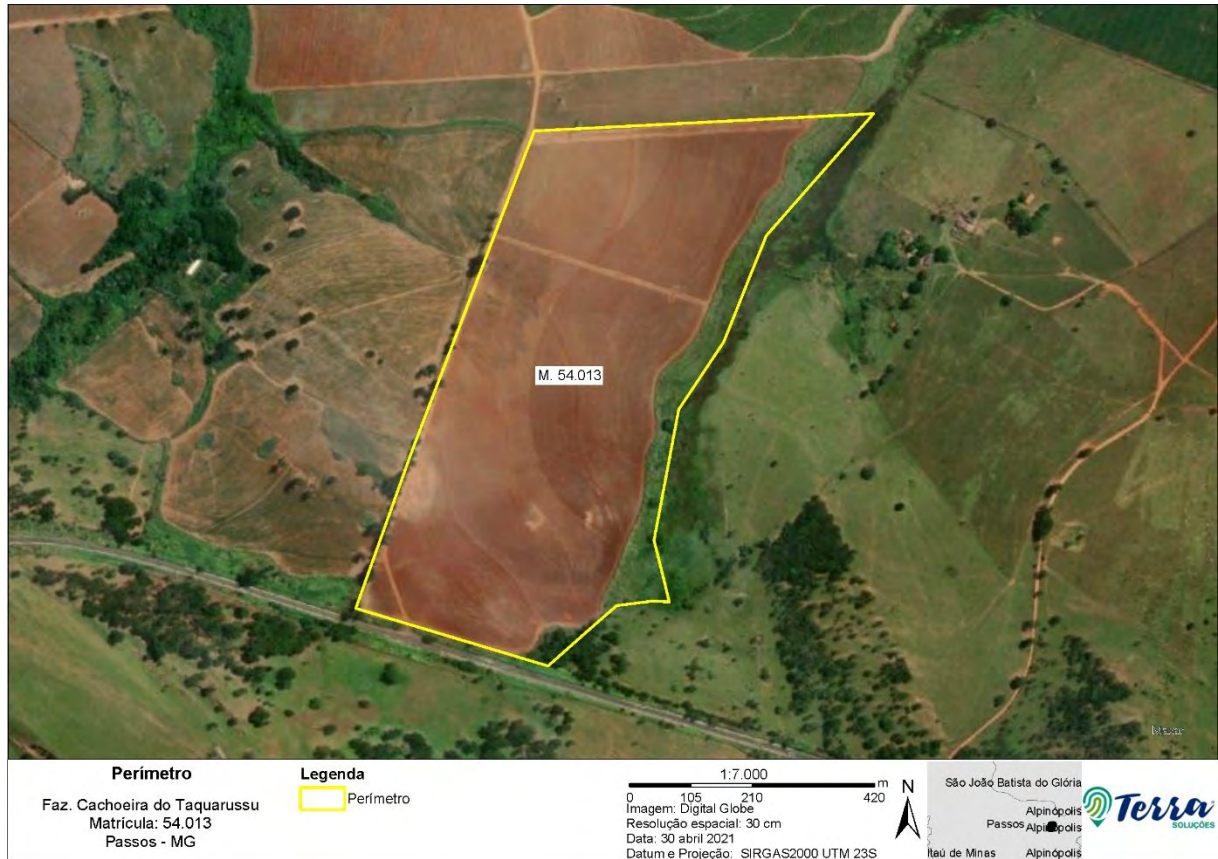 M. 54.013
Maxar
Perímetro
Faz. Cachoeira do Taquarussu
Matrícula: 54.013
Passos - MG
Legenda
Perímetro
1:7.000
0 105 210 420 m
Imagem: Digital Globe
Resolução espacial: 30 cm
Data: 30 abril 2021
Datum e Projeção: SIRGAS2000 UTM 23S
N
São João Batista do Glória
Alpinópolis
Passos Alpinópolis
Itaú de Minas Alpinópolis
Terra
SOLUÇÕES